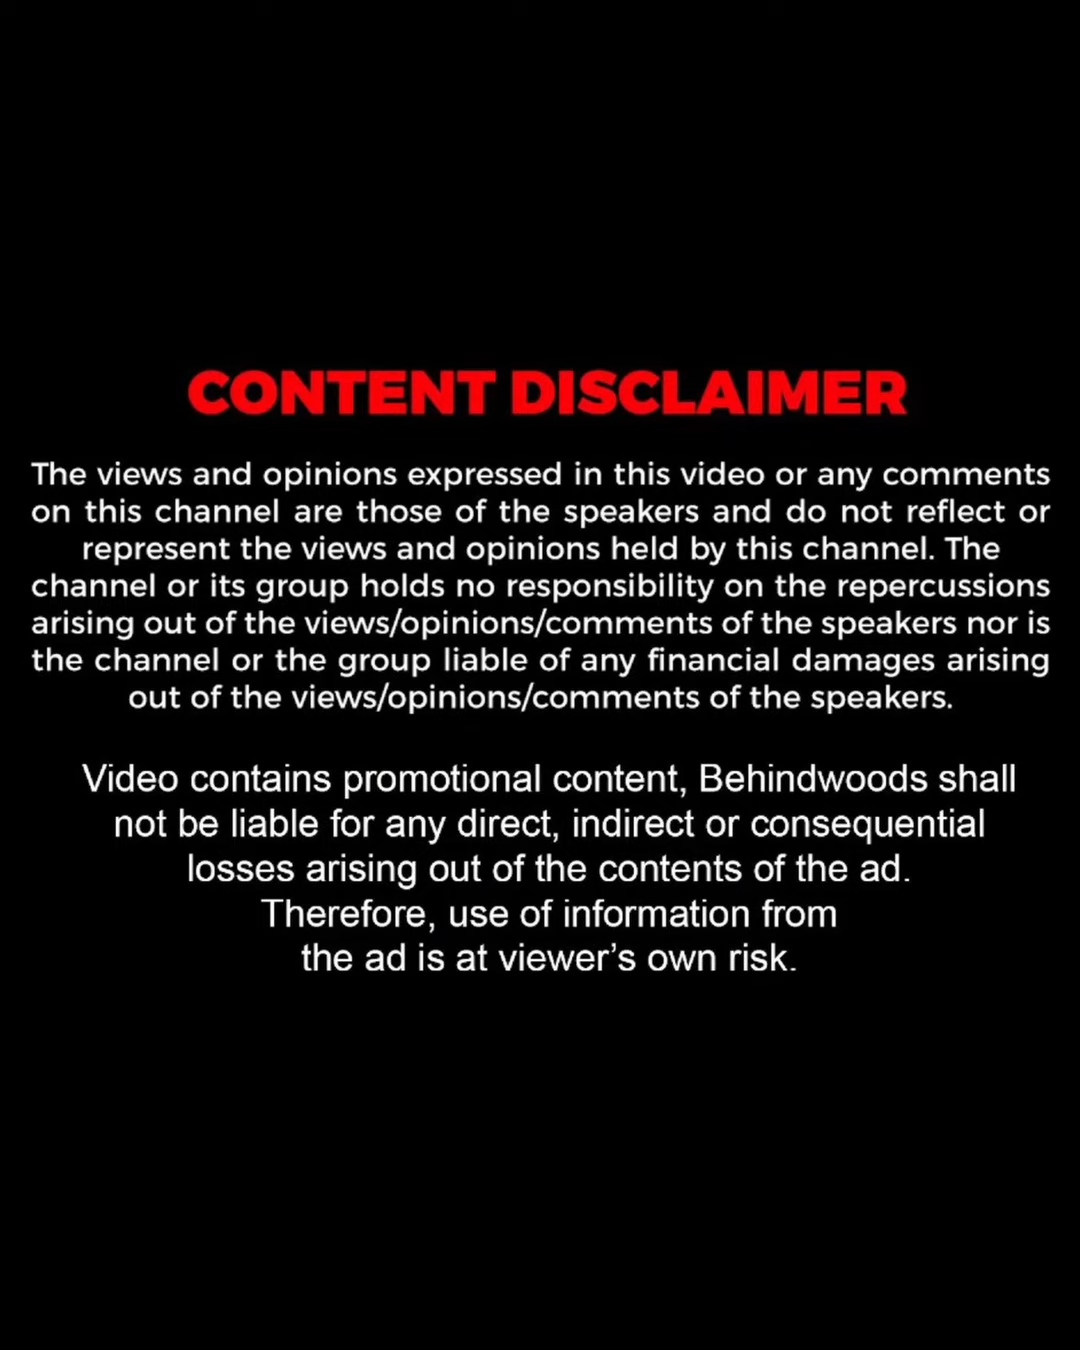 CONTENT DISCLAIMER
The views and opinions expressed in this video or any comments
on this channel are those of the speakers and do not reflect or
represent the views and opinions held by this channel. The
channel or its group holds no responsibility on the repercussions
arising out of the views/opinions/comments of the speakers nor is
the channel or the group liable of any financial damages arising
out of the views/opinions/comments of the speakers.
Video contains promotional content, Behindwoods shall
not be liable for any direct, indirect or consequential
losses arising out of the contents of the ad.
Therefore, use of information from
the ad is at viewer’s own risk.